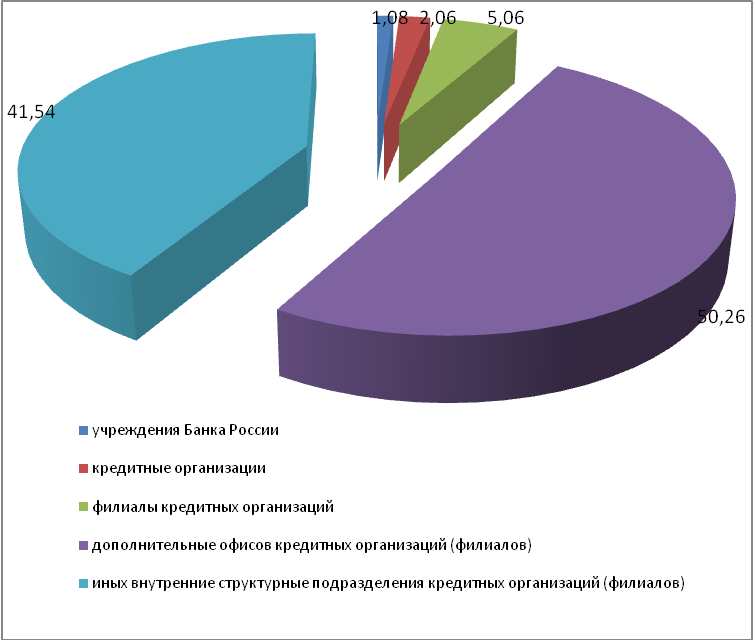 1,08 2,06 5,06
41,54
50,26
учреждения Банка России
кредитные организации
филиалы кредитных организаций
дополнительные офисов кредитных организаций (филиалов)
иных внутренние структурные подразделения кредитных организаций (филиалов)